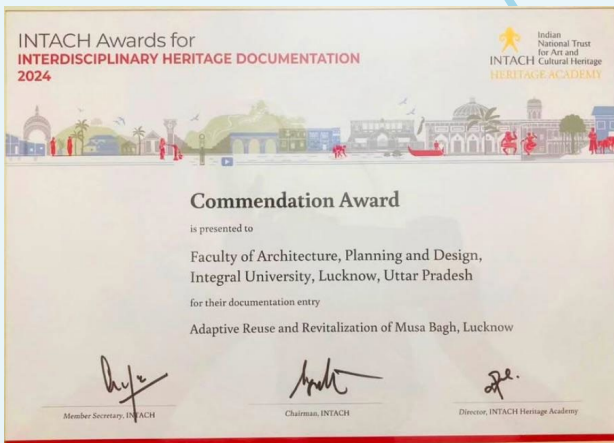 INTACH Awards for
INTERDISCIPLINARY HERITAGE DOCUMENTATION
2024
Indian
National Trust
for Art and
INTACH Cultural Heritage
HERITAGE ACADEMY
Commendation Award
is presented to
Faculty of Architecture, Planning and Design,
Integral University, Lucknow, Uttar Pradesh
for their documentation entry
Adaptive Reuse and Revitalization of Musa Bagh, Lucknow
Member Secretary, INTACH
Chairman, INTACH
Director, INTACH Heritage Academy